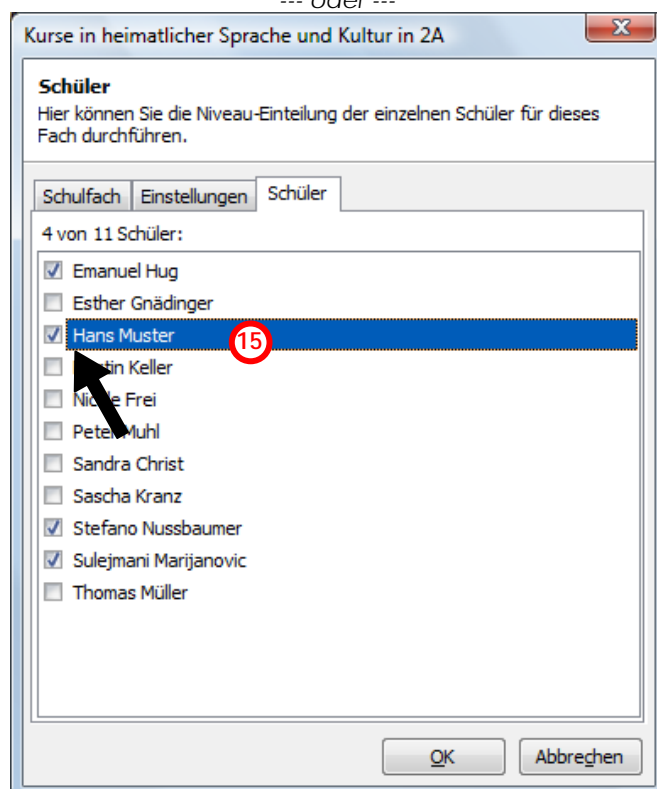 --- oder ---
Kurse in heimatlicher Sprache und Kultur in 2A
Schüler
Hier können Sie die Niveau-Einteilung der einzelnen Schüler für dieses
Fach durchführen.
Schulfach Einstellungen Schüler
4 von 11 Schüler:
Emanuel Hug
Esther Gnädinger
Hans Muster 15
Keller
Frei
Muhl
Sandra Christ
Sascha Kranz
Stefano Nussbaumer
Sulejmani Marijanovic
Thomas Müller
OK Abbrechen